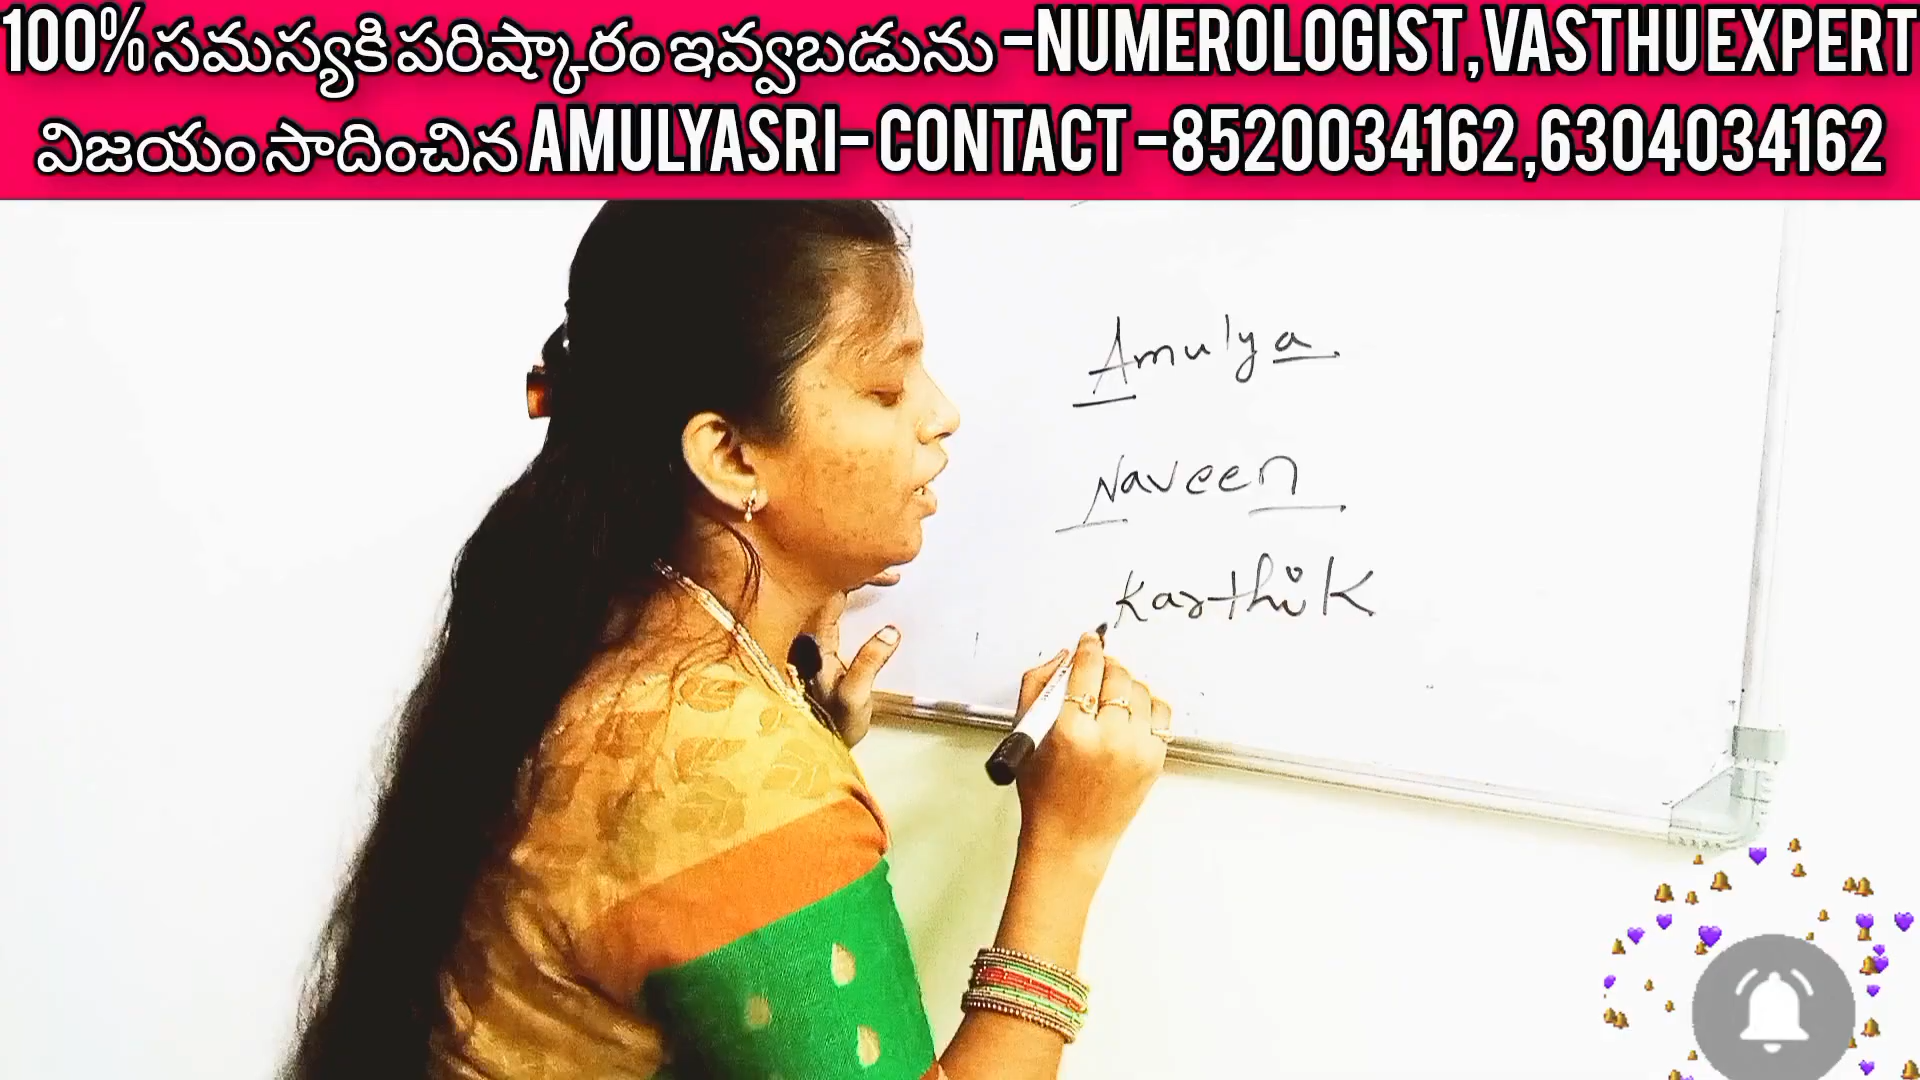 100% సమస్యకి పరిష్కారం ఇవ్వబడును -NUMEROLOGIST, VASTHU EXPERT
విజయం సాదించిన AMULYASRI- CONTACT -8520034162,6304034162
Amulya
Naveen
Karthik